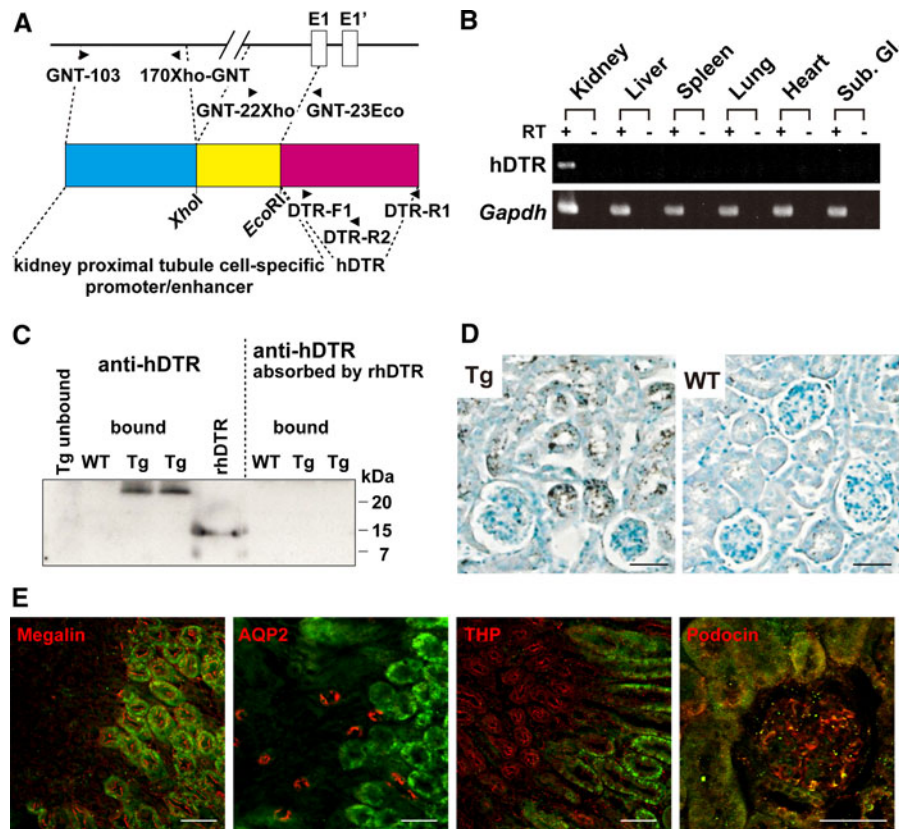 A
E1 E1'
GNT-103 170Xho-GNT
GNT-22Xho GNT-23Eco
XhoI EcoRI DTR-F1 DTR-R1
DTR-R2
kidney proximal tubule cell-specific hDTR
promoter/enhancer
B
Kidney Liver Spleen Lung Heart Sub. Gl
RT + - + - + - + - + - + -
hDTR
Gapdh
C
anti-hDTR anti-hDTR
absorbed by rhDTR
Tg unbound bound rhDTR bound
WT Tg Tg WT Tg Tg kDa
20
15
7
D
Tg WT
E
Megalin AQP2 THP Podocin